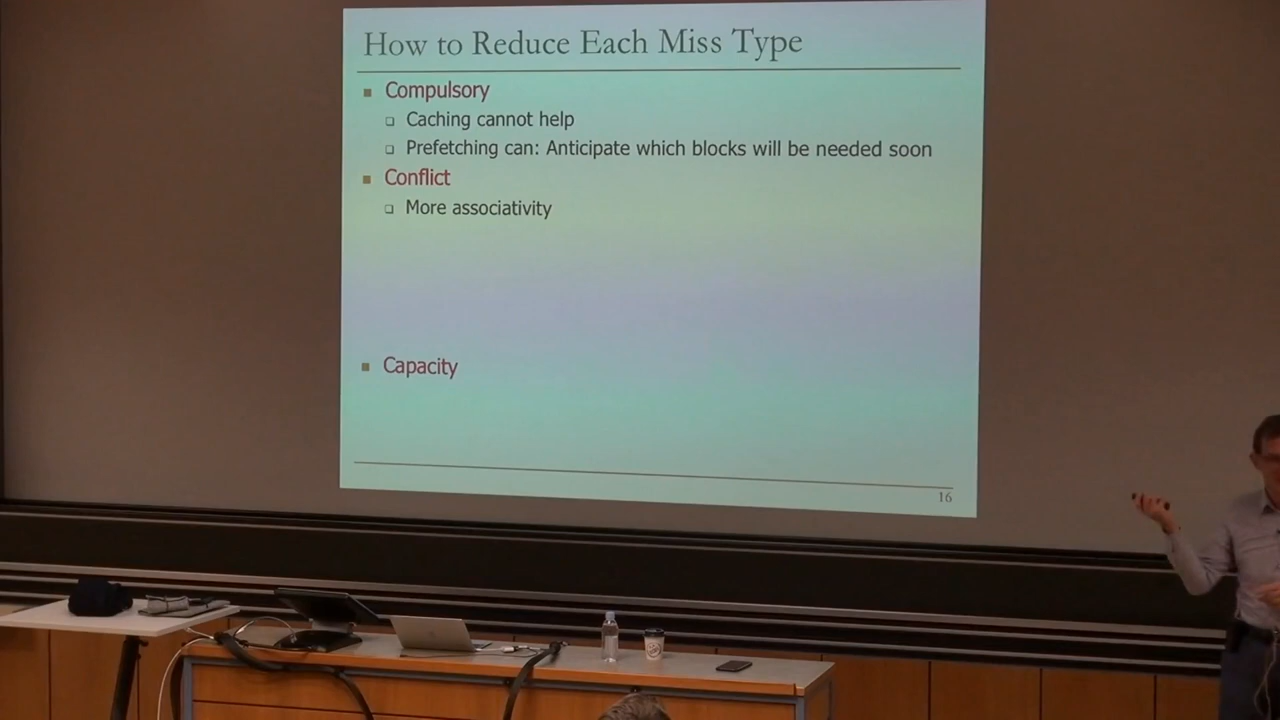 How to Reduce Each Miss Type
Compulsory
Caching cannot help
Prefetching can: Anticipate which blocks will be needed soon
Conflict
More associativity
Capacity
16